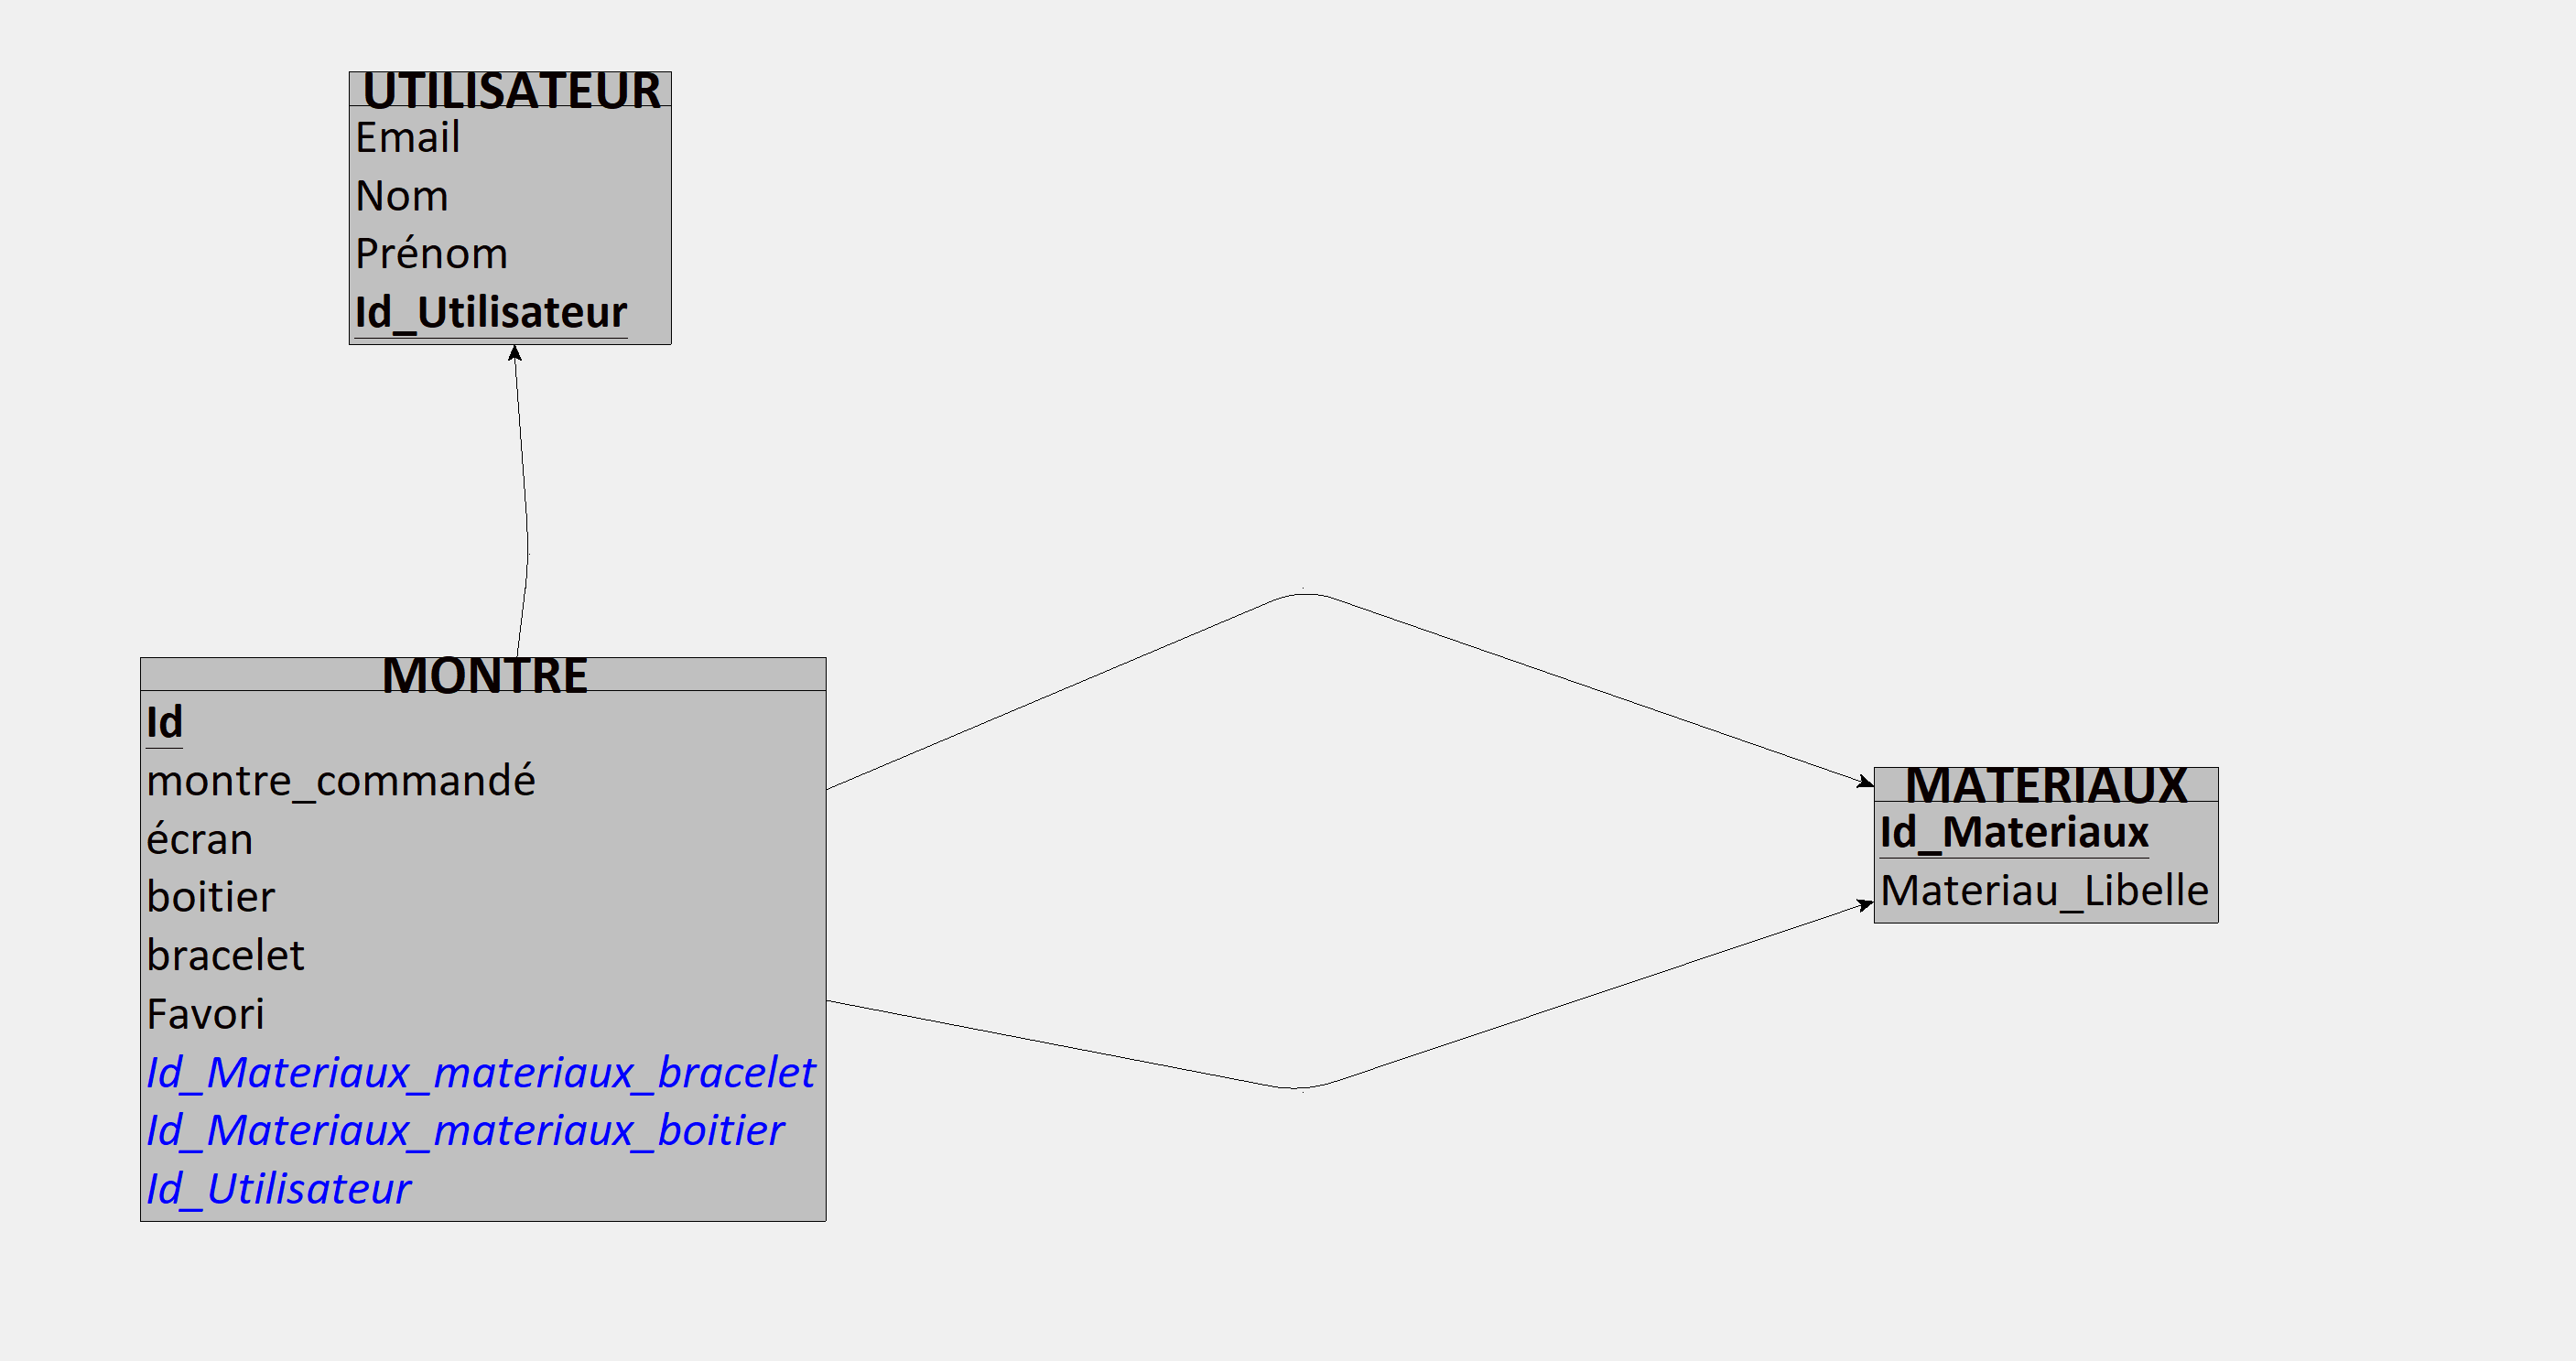 UTILISATEUR
Email
Nom
Prénom
Id_Utilisateur
MONTRE
Id
montre_commandé
écran
boitier
bracelet
Favori
Id_Materiaux_materiaux_bracelet
Id_Materiaux_materiaux_boitier
Id_Utilisateur
MATERIAUX
Id_Materiaux
Materiau_Libelle